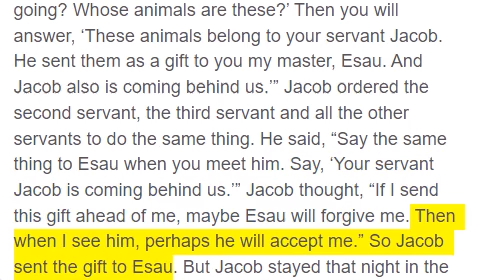 going? Whose animals are these?’ Then you will
answer, ‘These animals belong to your servant Jacob.
He sent them as a gift to you my master, Esau. And
Jacob also is coming behind us.’” Jacob ordered the
second servant, the third servant and all the other
servants to do the same thing. He said, “Say the same
thing to Esau when you meet him. Say, ‘Your servant
Jacob is coming behind us.’” Jacob thought, “If I send
this gift ahead of me, maybe Esau will forgive me. Then
when I see him, perhaps he will accept me.” So Jacob
sent the gift to Esau. But Jacob stayed that night in the